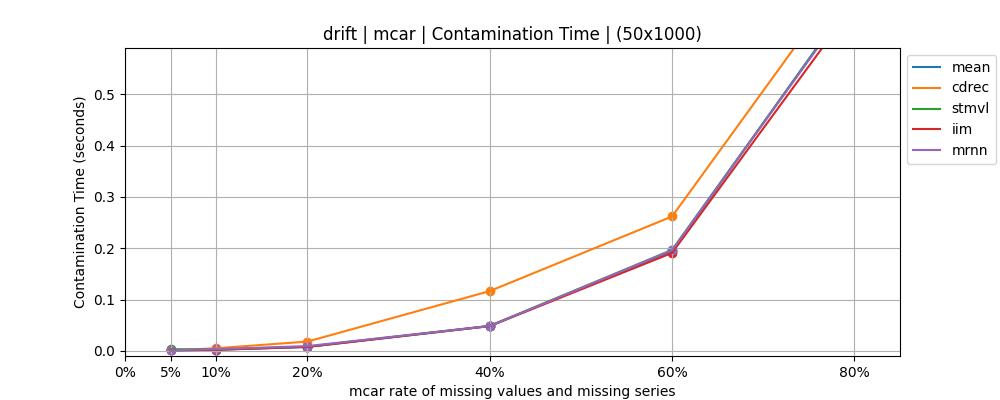 drift | mcar | Contamination Time | (50x1000)
Contamination Time (seconds)
0.5
0.4
0.3
0.2
0.1
0.0
0% 5% 10% 20% 40% 60% 80%
mcar rate of missing values and missing series
mean
cdrec
stmvl
iim
mrnn